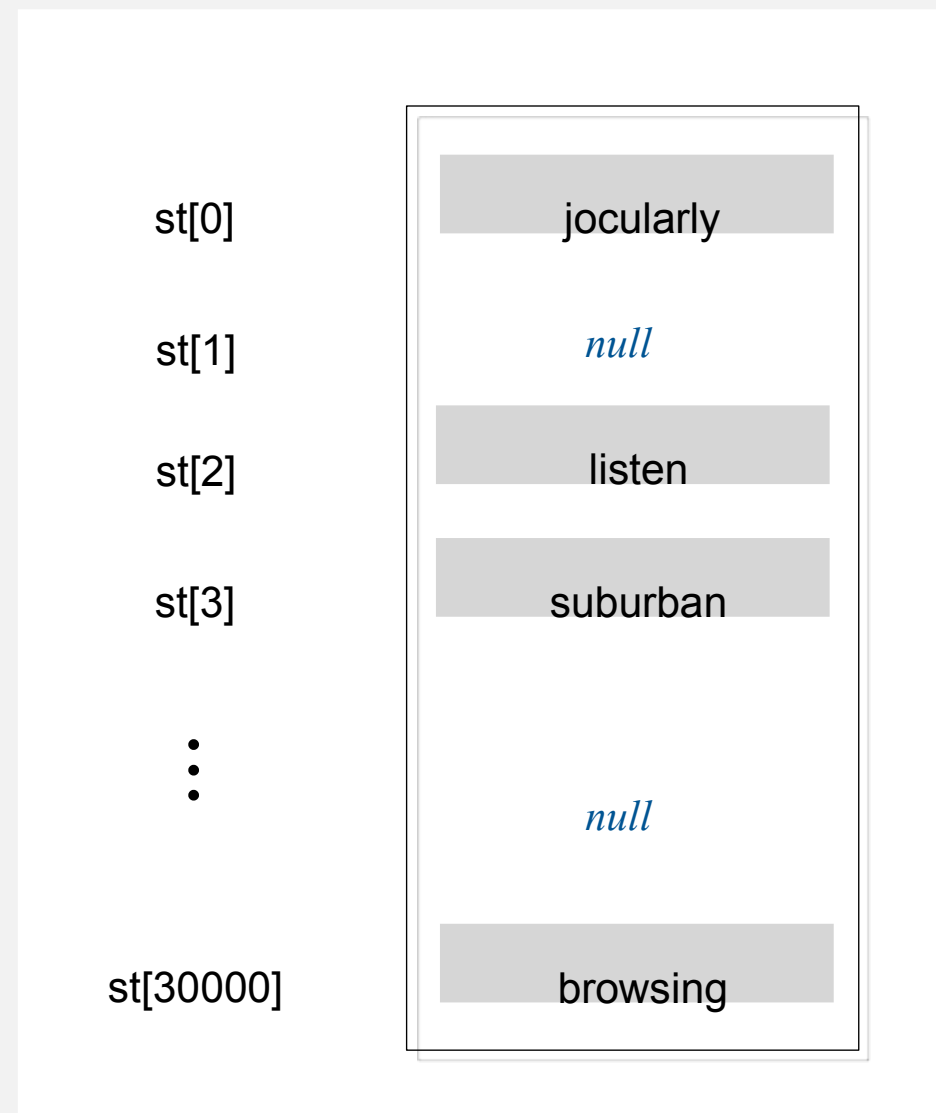 st[0] jocularly
st[1] null
st[2] listen
st[3] suburban
null
st[30000] browsing